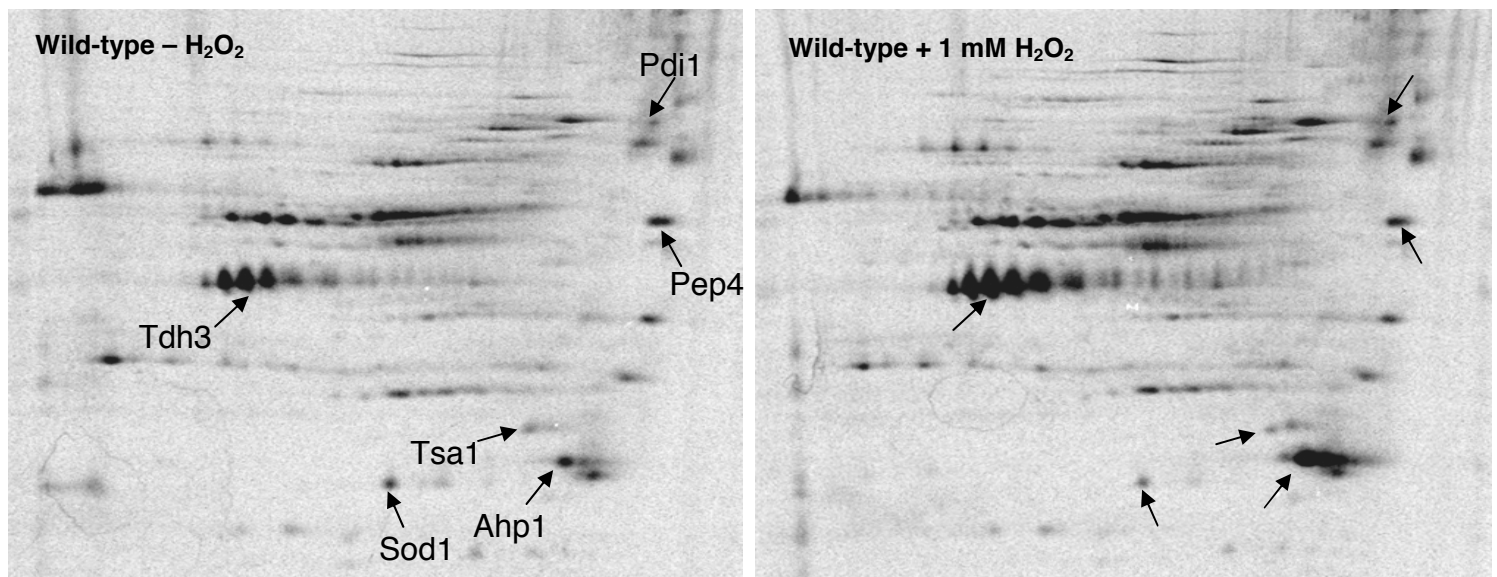 Wild-type – H₂O₂
Wild-type + 1 mM H₂O₂
Pdi1
Pep4
Tdh3
Tsa1
Ahp1
Sod1